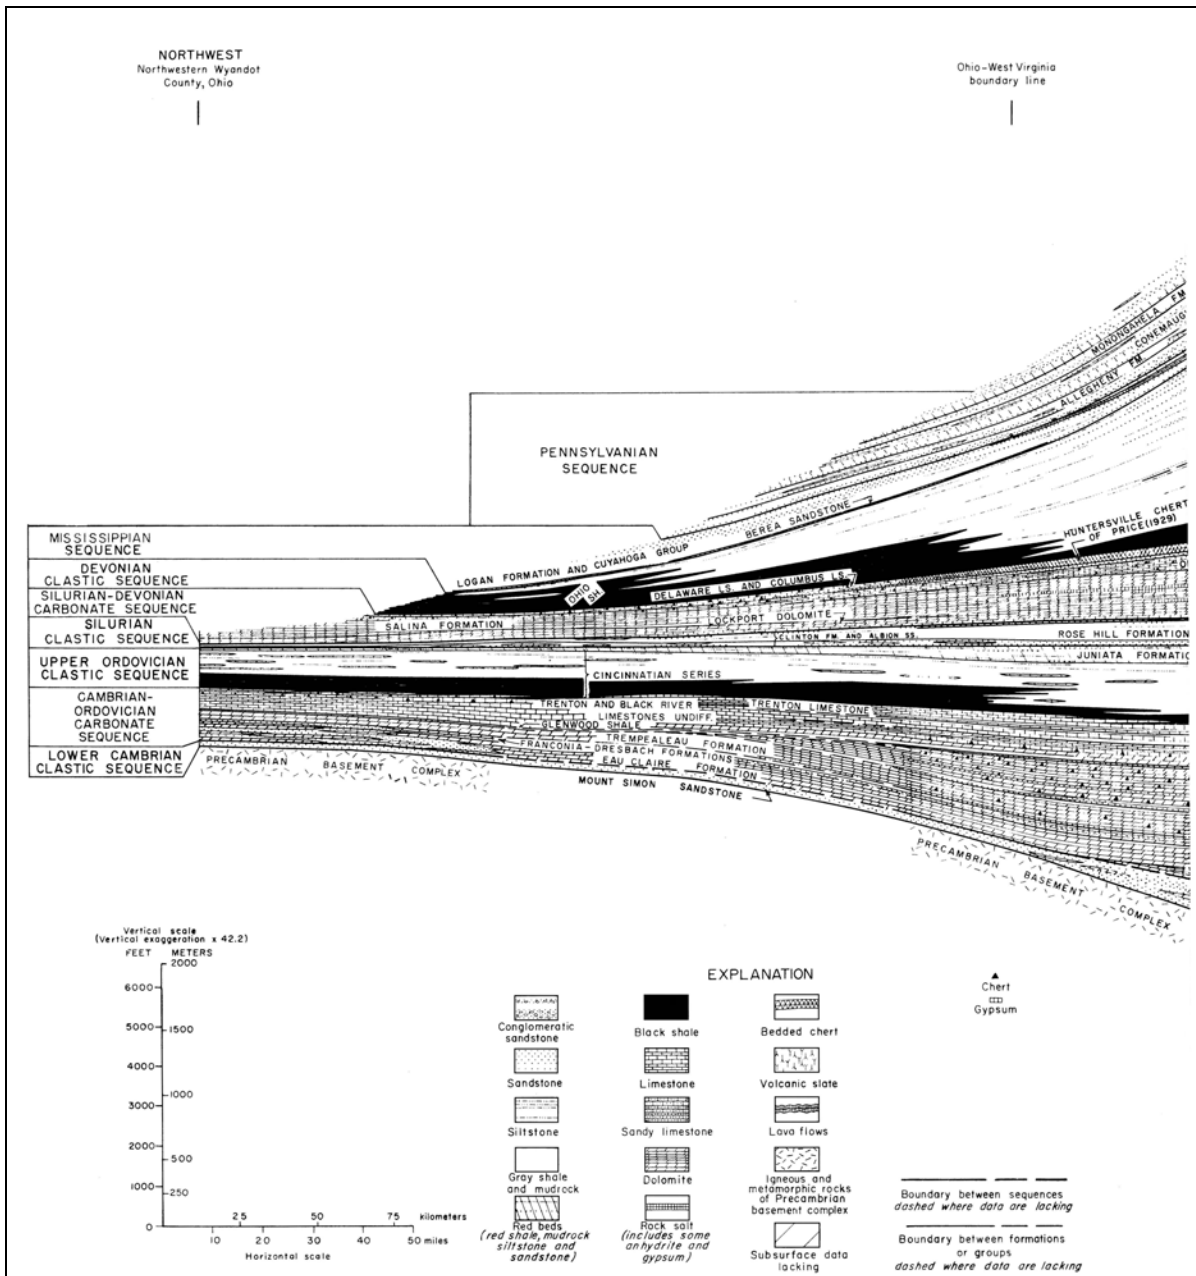 NORTHWEST
Northwestern Wyandot
County, Ohio
Ohio-West Virginia
boundary line
MONONGAHELA FM
CONEMAUG
ALLEGHENY FM
PENNSYLVANIAN
SEQUENCE
BEREA SANDSTONE
HUNTERSVILLE CHERT
OF PRICE (1929)
MISSISSIPPIAN
SEQUENCE
LOGAN FORMATION AND CUYAHOGA GROUP
DEVONIAN
CLASTIC SEQUENCE
OHIO
SH.
DELAWARE LS. AND COLUMBUS LS.
SILURIAN-DEVONIAN
CARBONATE SEQUENCE
LOCKPORT DOLOMITE
SALINA FORMATION
SILURIAN
CLASTIC SEQUENCE
CLINTON FM. AND ALBION SS.
ROSE HILL FORMATION
JUNIATA FORMATIO
UPPER ORDOVICIAN
CLASTIC SEQUENCE
CINCINNATIAN SERIES
CAMBRIAN-
ORDOVICIAN
CARBONATE
SEQUENCE
TRENTON AND BLACK RIVER
LIMESTONES UNDIFF.
TRENTON LIMESTONE
GLENWOOD SHALE
TREMPEALEAU FORMATION
FRANCONIA-DRESBACH FORMATIONS
EAU CLAIRE FORMATION
LOWER CAMBRIAN
CLASTIC SEQUENCE
PRECAMBRIAN BASEMENT COMPLEX
MOUNT SIMON SANDSTONE
PRECAMBRIAN BASEMENT COMPLEX
Vertical scale
(Vertical exaggeration x 42.2)
FEET METERS
2000
6000
5000
1500
4000
1000
3000
2000
500
1000
250
0
25 50 75 kilometers
10 20 30 40 50 miles
Horizontal scale
EXPLANATION
Conglomeratic
sandstone
Sandstone
Siltstone
Gray shale
and mudrock
Red beds
(red shale, mudrock
siltstone and
sandstone)
Black shale
Limestone
Sandy limestone
Dolomite
Rock salt
(includes some
anhydrite and
gypsum)
Bedded chert
Volcanic slate
Lava flows
Igneous and
metamorphic rocks
of Precambrian
basement complex
Subsurface data
lacking
Chert
Gypsum
Boundary between sequences
dashed where data are lacking
Boundary between formations
or groups
dashed where data are lacking